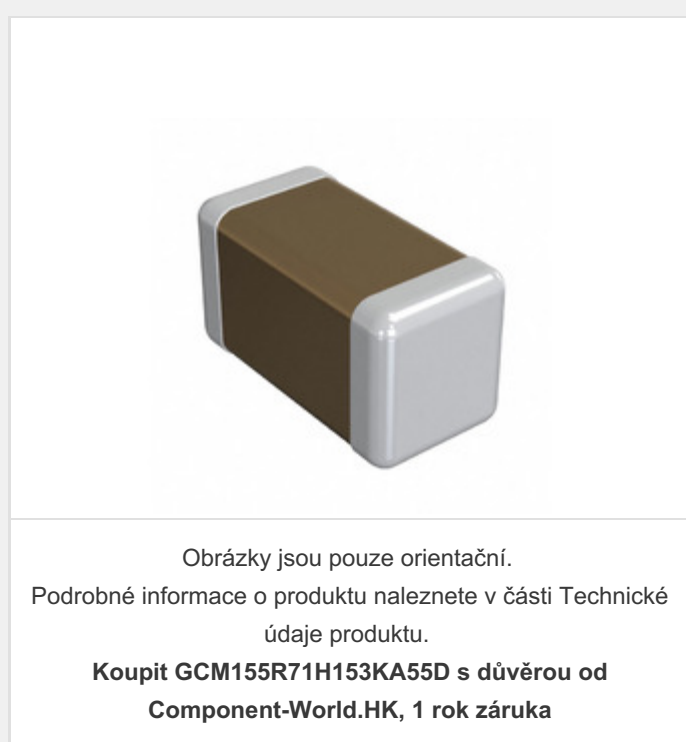 Obrázky jsou pouze orientační.
Podrobné informace o produktu naleznete v části Technické
údaje produktu.
Koupit GCM155R71H153KA55D s důvěrou od
Component-World.HK, 1 rok záruka